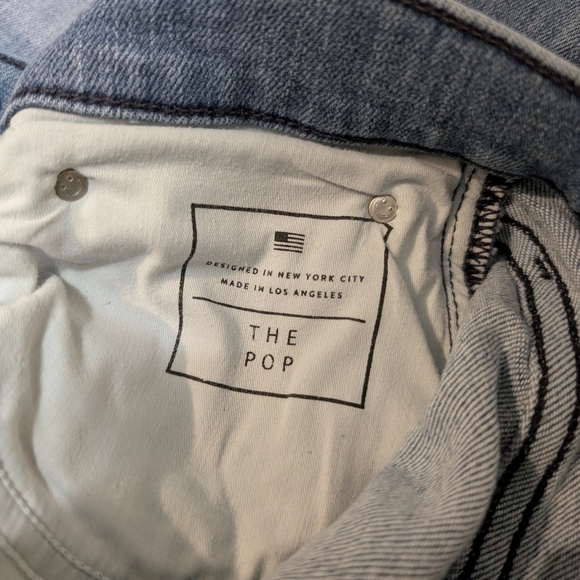 DESIGNED IN NEW YORK CITY
MADE IN LOS ANGELES
THE
POP